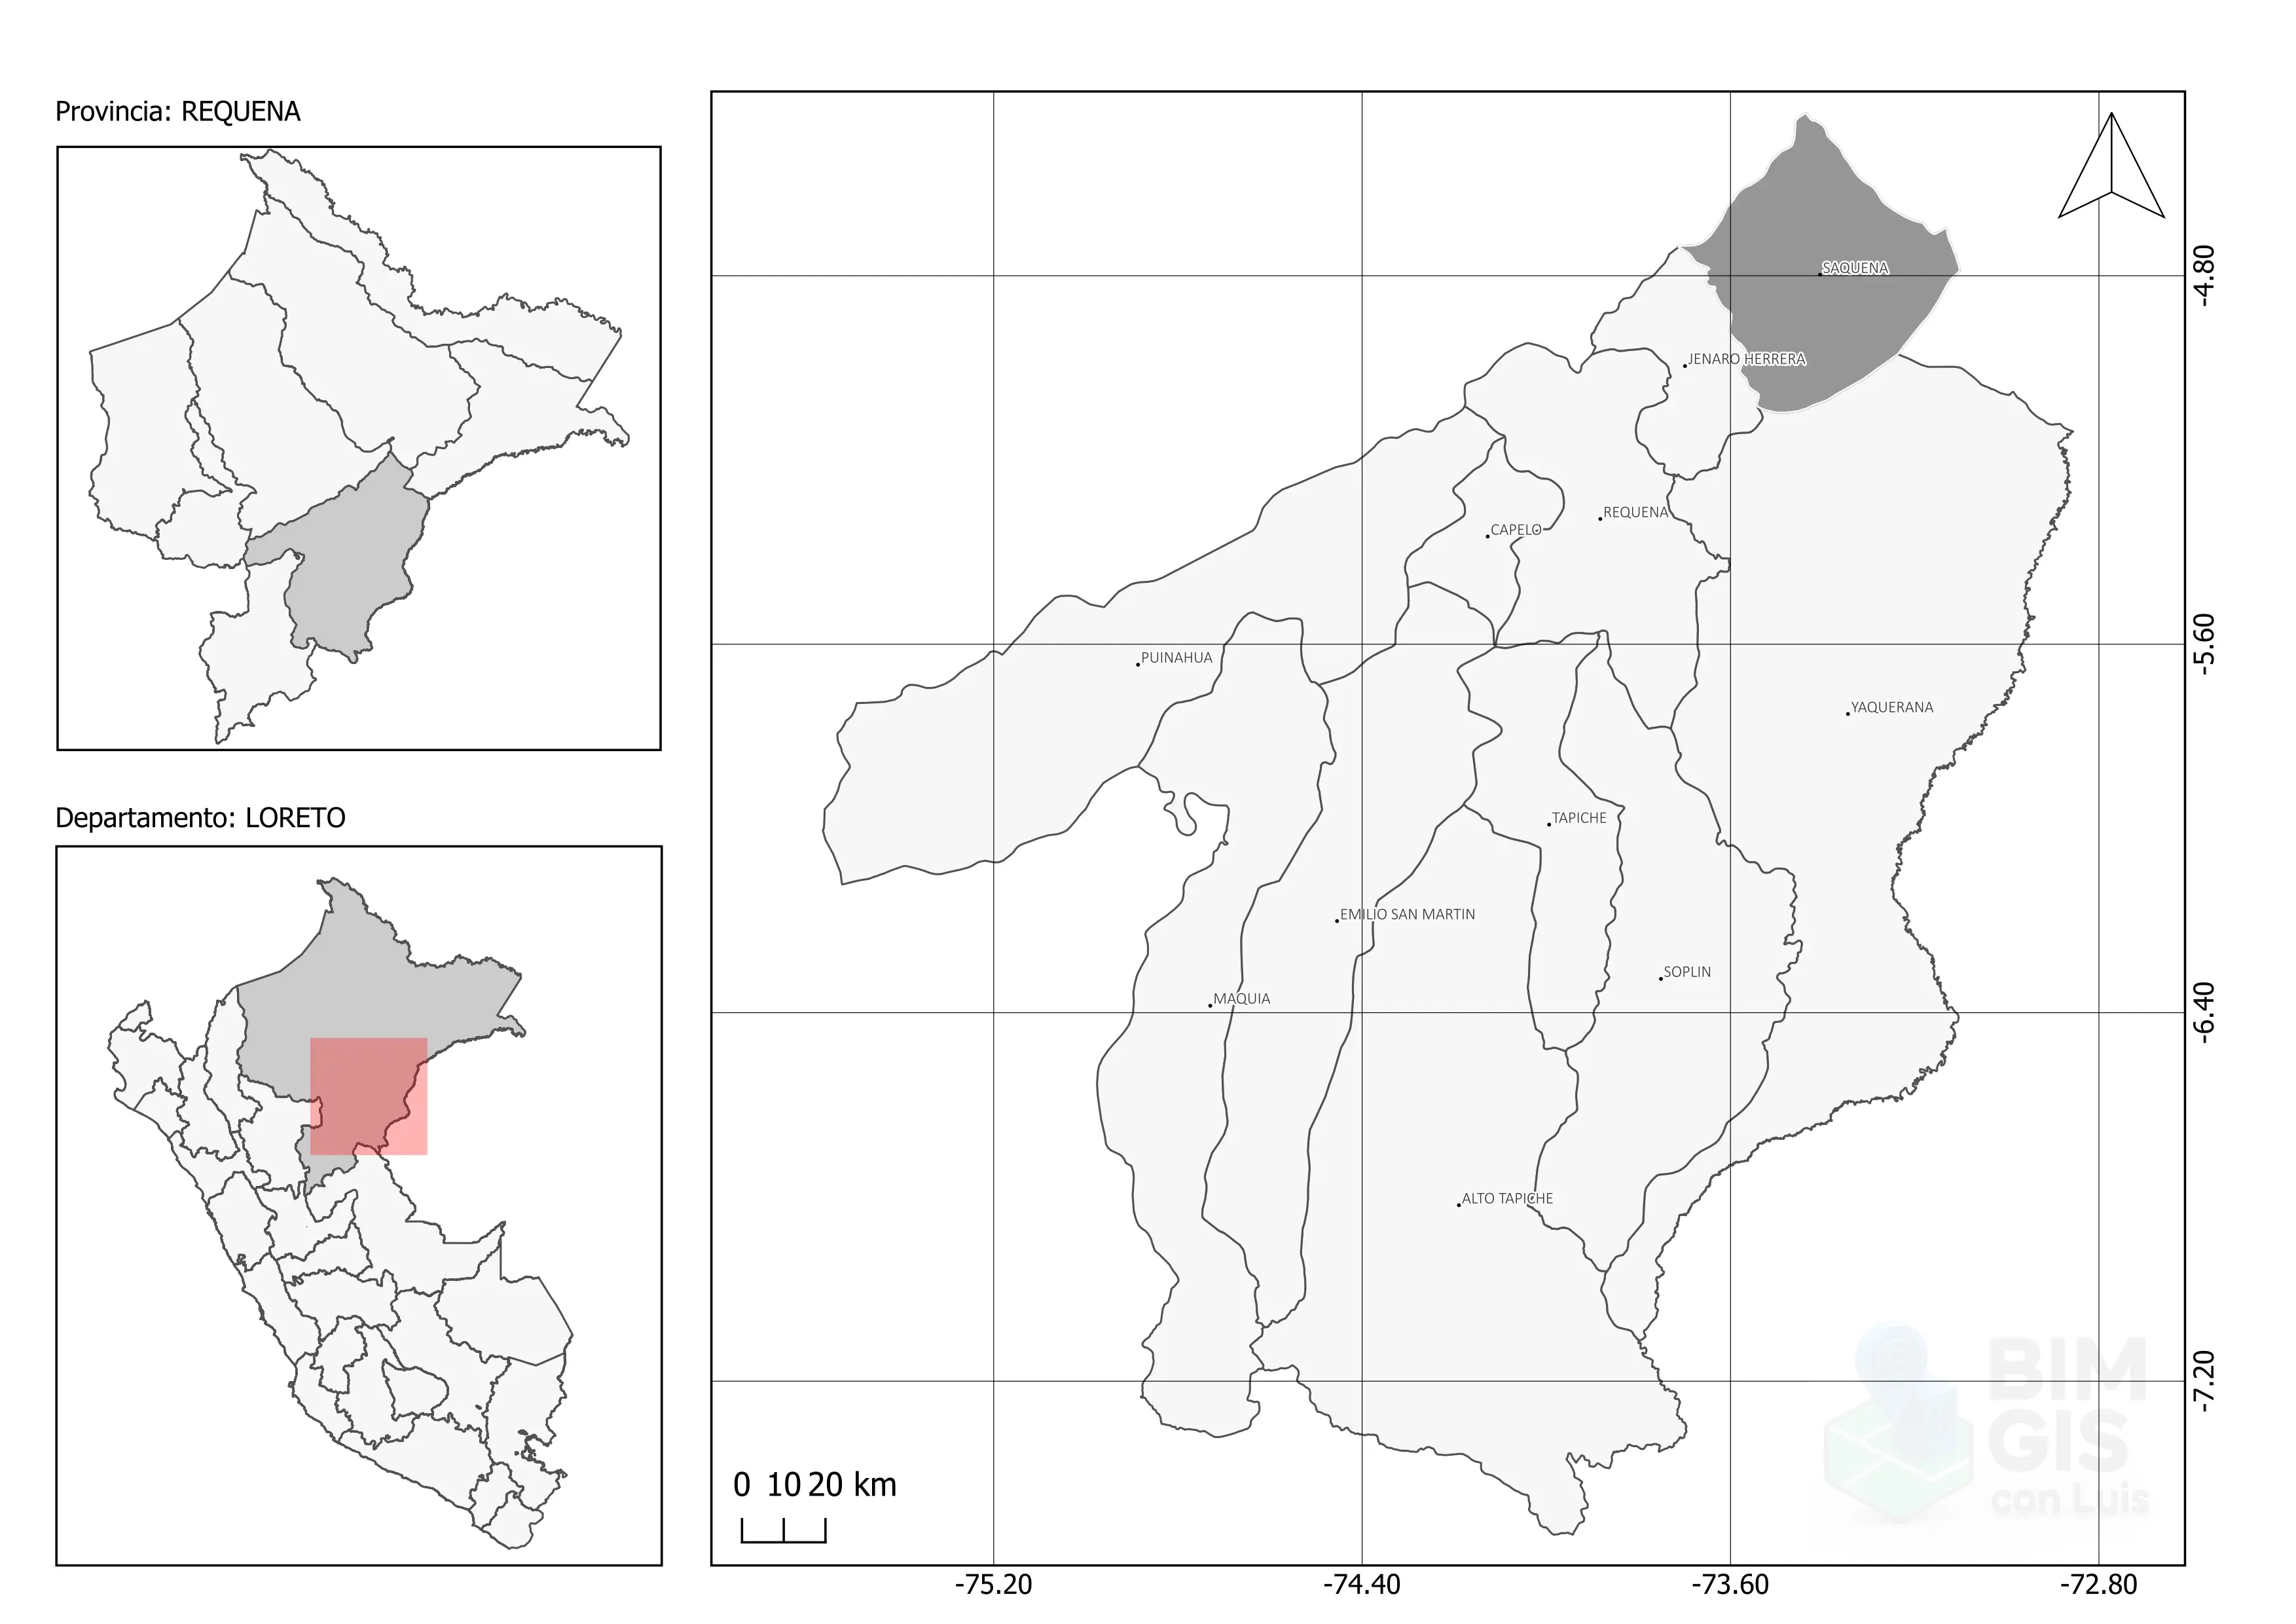 Provincia: REQUENA
Departamento: LORETO
SAQUENA
JENARO HERRERA
REQUENA
CAPELO
PUINAHUA
YAQUERANA
TAPICHE
EMILIO SAN MARTIN
SOPLIN
MAQUIA
ALTO TAPICHE
-4.80
-5.60
-6.40
-7.20
0 10 20 km
-75.20
-74.40
-73.60
-72.80
BIM
GIS
con Luis